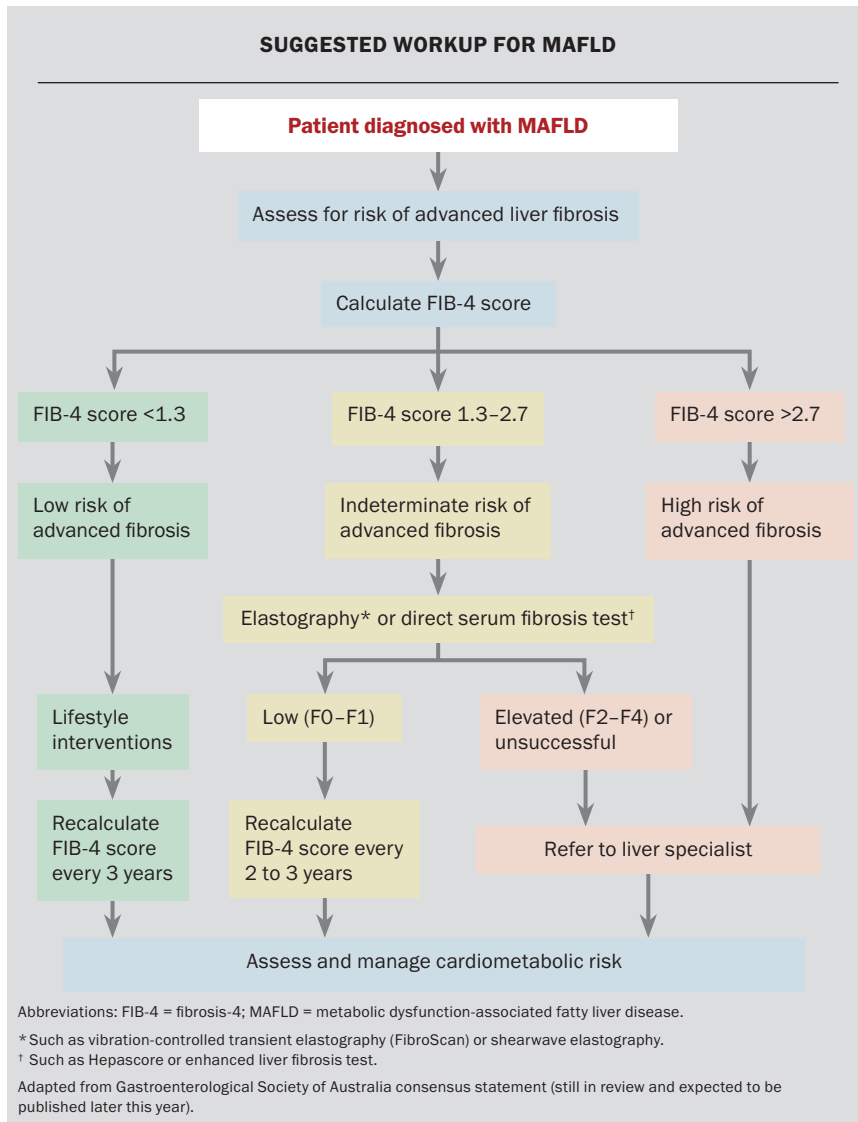 SUGGESTED WORKUP FOR MAFLD
Patient diagnosed with MAFLD
Assess for risk of advanced liver fibrosis
Calculate FIB-4 score
FIB-4 score <1.3
FIB-4 score 1.3–2.7
FIB-4 score >2.7
Low risk of
advanced fibrosis
Indeterminate risk of
advanced fibrosis
High risk of
advanced fibrosis
Elastography* or direct serum fibrosis test†
Lifestyle
interventions
Low (F0–F1)
Elevated (F2–F4) or
unsuccessful
Recalculate
FIB-4 score
every 3 years
Recalculate
FIB-4 score every
2 to 3 years
Refer to liver specialist
Assess and manage cardiometabolic risk
Abbreviations: FIB-4 = fibrosis-4; MAFLD = metabolic dysfunction-associated fatty liver disease.
* Such as vibration-controlled transient elastography (FibroScan) or shearwave elastography.
† Such as Hepascore or enhanced liver fibrosis test.
Adapted from Gastroenterological Society of Australia consensus statement (still in review and expected to be
published later this year).